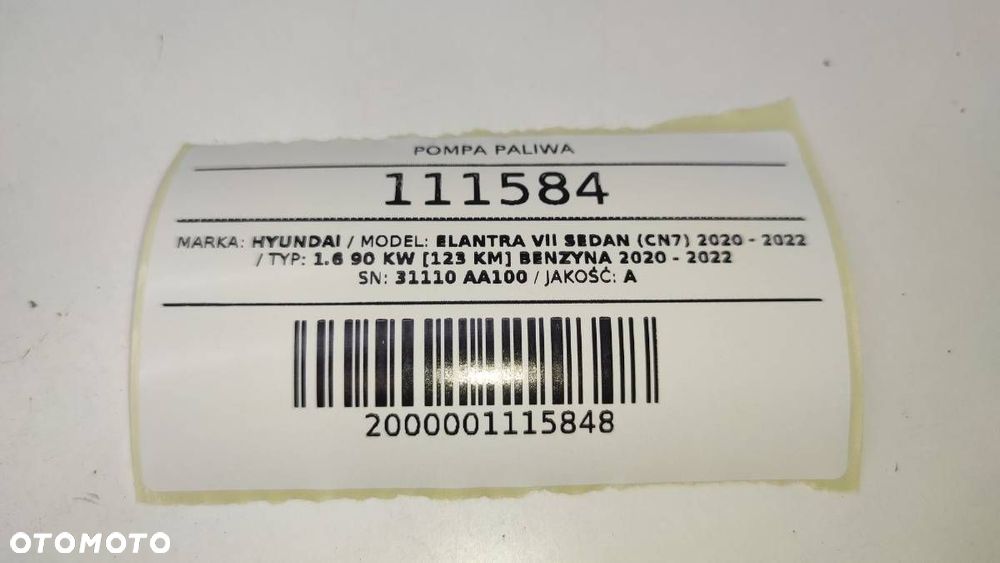 POMPA PALIWA
111584
MARKA: HYUNDAI / MODEL: ELANTRA VII SEDAN (CN7) 2020 - 2022
/ TYP: 1.6 90 KW [123 KM] BENZYNA 2020 - 2022
SN: 31110 AA100 / JAKOŚĆ: A
2000001115848
OTOMOTO